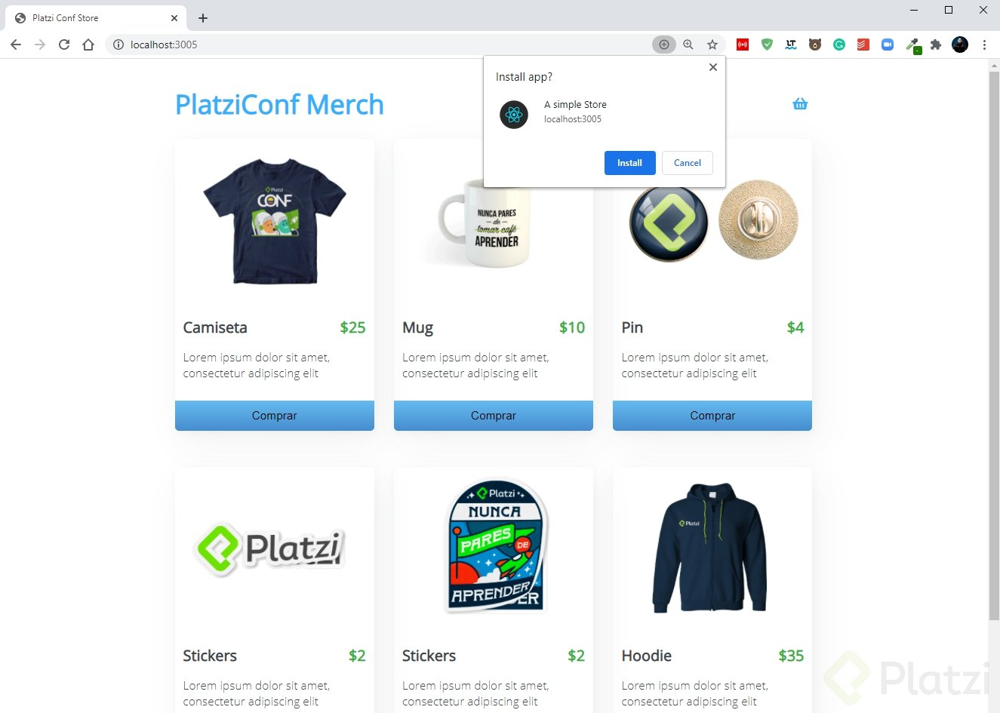 Platzi Conf Store
localhost:3005
Install app?
A simple Store
localhost:3005
Install
Cancel
PlatziConf Merch
Platzi
CONF
NUNCA PARES
de
tomar café
APRENDER
Camiseta
$25
Mug
$10
Pin
$4
Lorem ipsum dolor sit amet,
consectetur adipiscing elit
Lorem ipsum dolor sit amet,
consectetur adipiscing elit
Lorem ipsum dolor sit amet,
consectetur adipiscing elit
Comprar
Comprar
Comprar
Platzi
Platzi
NUNCA
PARES
DE
APRENDER
Platzi
Stickers
$2
Stickers
$2
Hoodie
$35
Lorem ipsum dolor sit amet,
consectetur adipiscing elit
Lorem ipsum dolor sit amet,
consectetur adipiscing elit
Lorem ipsum dolor sit amet,
consectetur adipiscing elit
Platzi